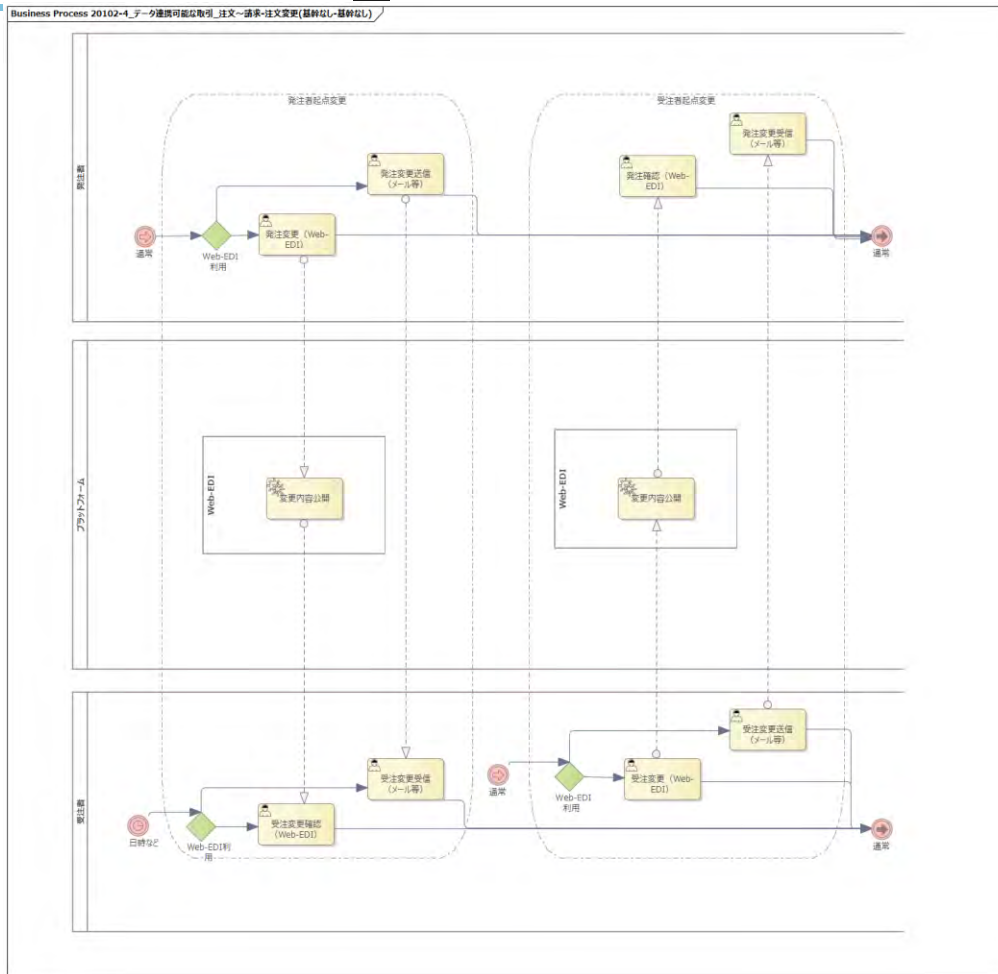 Business Process 20102-4_データ連携可能な取引_注文～請求-注文変更(基幹なし-基幹なし)
発注者
発注者起点変更
受注者起点変更
発注変更受信
(メール等)
発注変更送信
(メール等)
発注確認（Web-
EDI）
通常
Web-EDI
利用
発注変更（Web-
EDI）
通常
プラットフォーム
Web-EDI
変更内容公開
Web-EDI
変更内容公開
受注者
受注変更送信
(メール等)
受注変更受信
(メール等)
通常
Web-EDI
利用
受注変更（Web-
EDI）
日時など
Web-EDI利
用
受注変更確認
(Web-EDI)
通常